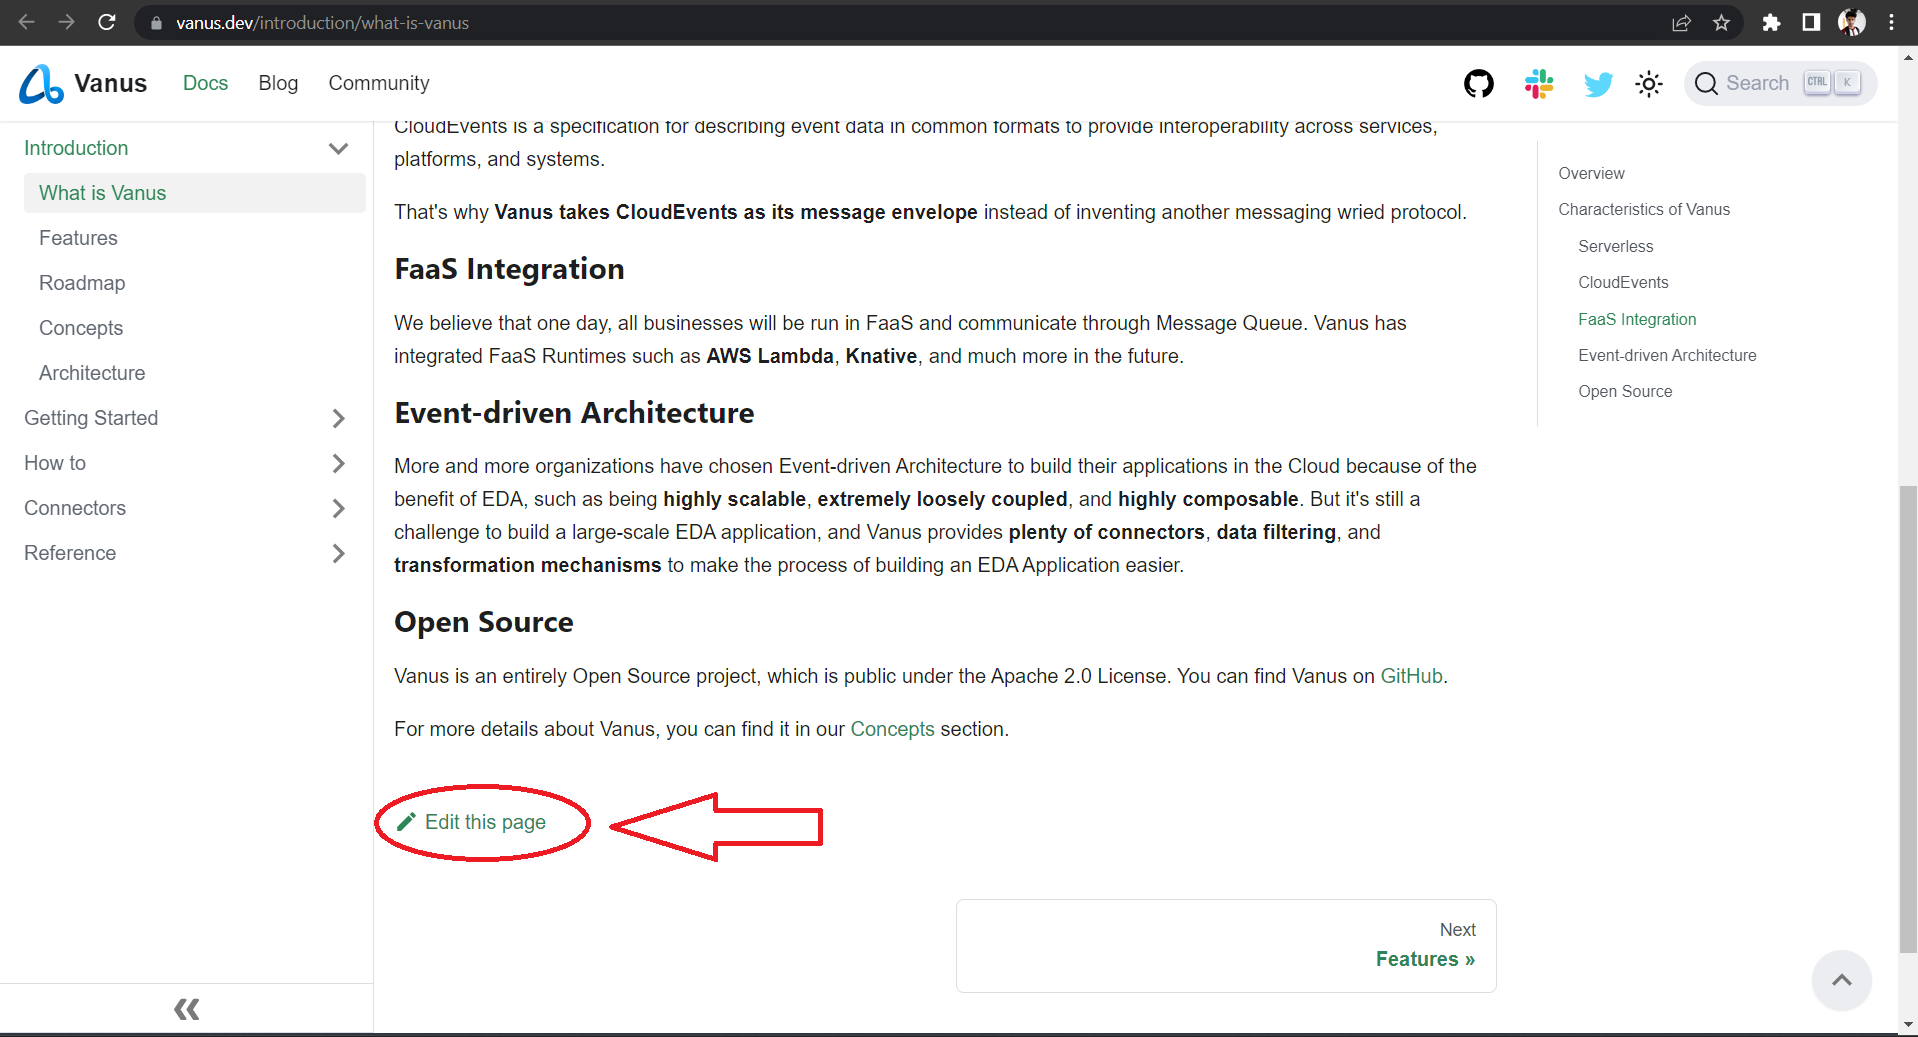 vanus.dev/introduction/what-is-vanus
Vanus
Docs
Blog
Community
Search
CTRL
K
Introduction
What is Vanus
Features
Roadmap
Concepts
Architecture
Getting Started
How to
Connectors
Reference
CloudEvents is a specification for describing event data in common formats to provide interoperability across services,
platforms, and systems.
That's why Vanus takes CloudEvents as its message envelope instead of inventing another messaging wried protocol.
FaaS Integration
We believe that one day, all businesses will be run in FaaS and communicate through Message Queue. Vanus has
integrated FaaS Runtimes such as AWS Lambda, Knative, and much more in the future.
Event-driven Architecture
More and more organizations have chosen Event-driven Architecture to build their applications in the Cloud because of the
benefit of EDA, such as being highly scalable, extremely loosely coupled, and highly composable. But it's still a
challenge to build a large-scale EDA application, and Vanus provides plenty of connectors, data filtering, and
transformation mechanisms to make the process of building an EDA Application easier.
Open Source
Vanus is an entirely Open Source project, which is public under the Apache 2.0 License. You can find Vanus on GitHub.
For more details about Vanus, you can find it in our Concepts section.
Edit this page
Next
Features »
Overview
Characteristics of Vanus
Serverless
CloudEvents
FaaS Integration
Event-driven Architecture
Open Source